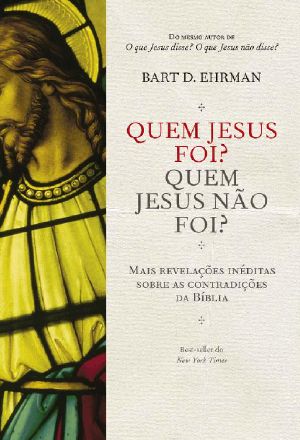 Do mesmo autor de
O que Jesus disse? O que Jesus não disse?
BART D. EHRMAN
QUEM JESUS
FOI?
QUEM
JESUS NÃO
FOI?
Mais revelações inéditas
sobre as contradições
da Bíblia
Best-seller do
New York Times